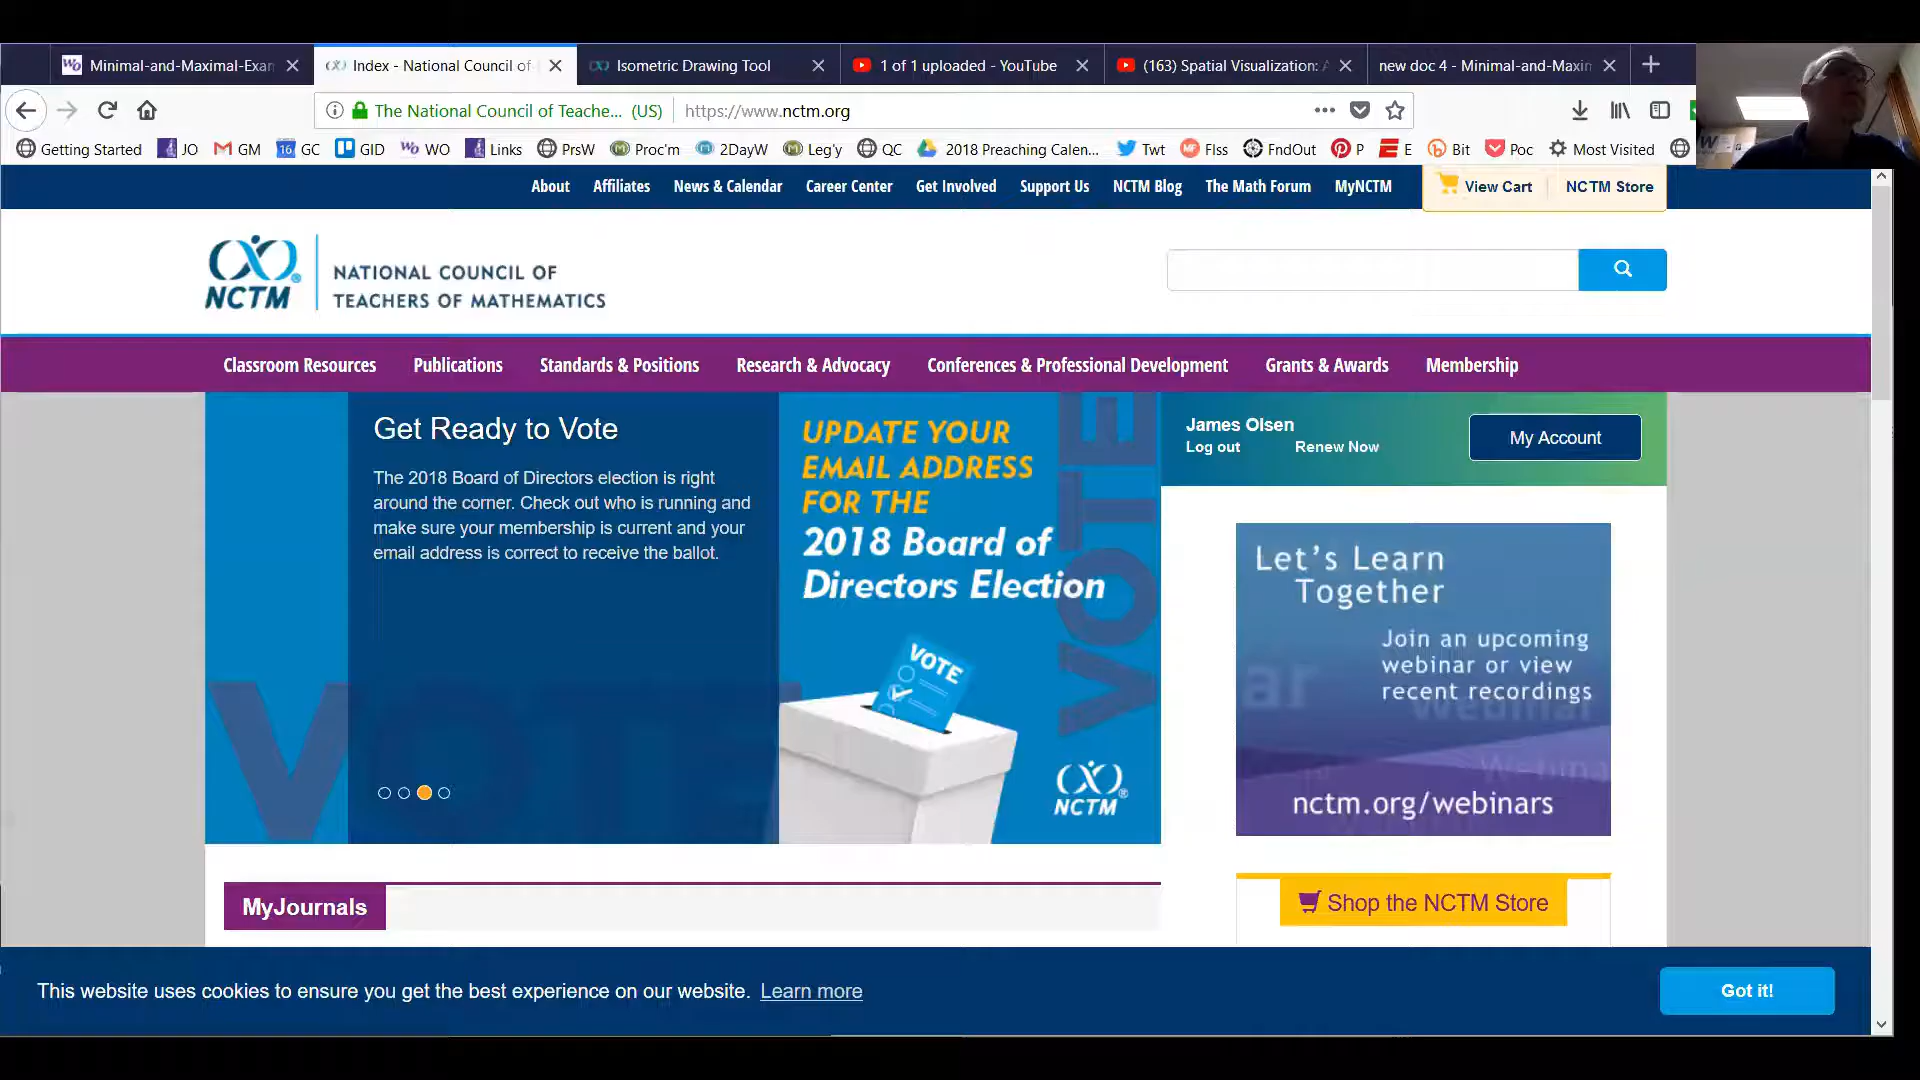 Minimal-and-Maximal-Exar
Index - National Council of
Isometric Drawing Tool
1 of 1 uploaded - YouTube
(163) Spatial Visualization: A
new doc 4 - Minimal-and-Maxim
The National Council of Teache... (US)
https://www.nctm.org
Getting Started
JO
GM
16 GC
GID
WO
Links
PrsW
Proc'm
2DayW
Leg'y
QC
2018 Preaching Calen...
Twt
FIss
FndOut
P
E
Bit
Poc
Most Visited
About
Affiliates
News & Calendar
Career Center
Get Involved
Support Us
NCTM Blog
The Math Forum
MyNCTM
View Cart
NCTM Store
NCTM
NATIONAL COUNCIL OF
TEACHERS OF MATHEMATICS
Classroom Resources
Publications
Standards & Positions
Research & Advocacy
Conferences & Professional Development
Grants & Awards
Membership
Get Ready to Vote
The 2018 Board of Directors election is right
around the corner. Check out who is running and
make sure your membership is current and your
email address is correct to receive the ballot.
VOTE
UPDATE YOUR
EMAIL ADDRESS
FOR THE
2018 Board of
Directors Election
VOTE
VOTE
NCTM
James Olsen
Log out
Renew Now
My Account
Let's Learn
Together
Join an upcoming
webinar or view
recent recordings
nctm.org/webinars
MyJournals
Shop the NCTM Store
This website uses cookies to ensure you get the best experience on our website. Learn more
Got it!